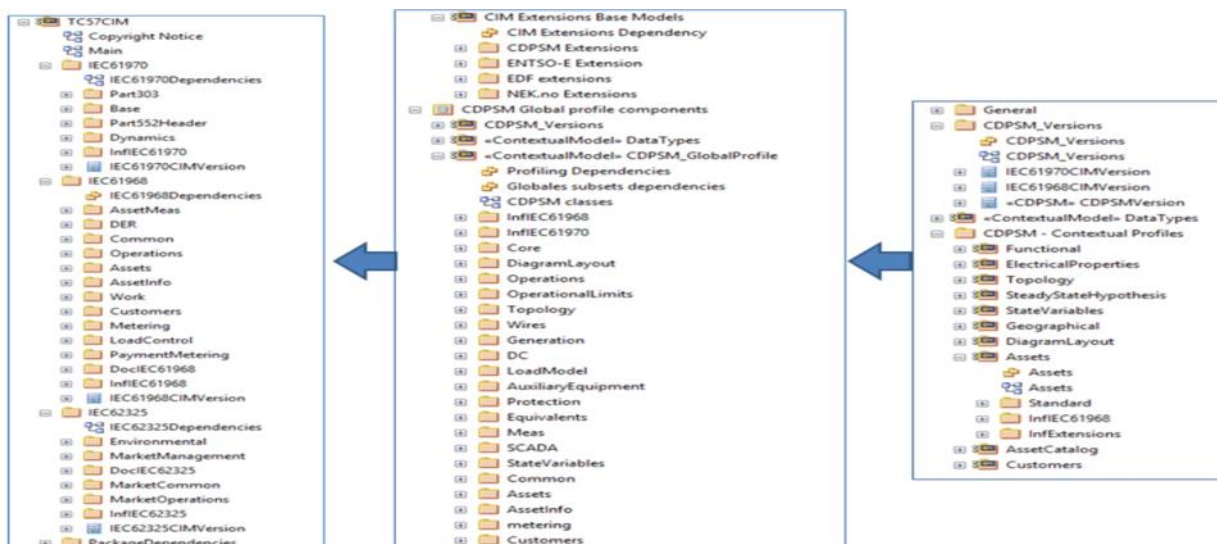 TC57CIM
Copyright Notice
Main
IEC61970
IEC61970Dependencies
Part303
Base
Part552Header
Dynamics
InfIEC61970
IEC61970CIMVersion
IEC61968
IEC61968Dependencies
AssetMeas
DER
Common
Operations
Assets
AssetInfo
Work
Customers
Metering
LoadControl
PaymentMetering
DocIEC61968
InfIEC61968
IEC61968CIMVersion
IEC62325
IEC62325Dependencies
Environmental
MarketManagement
DocIEC62325
MarketCommon
MarketOperations
InfIEC62325
IEC62325CIMVersion
PackageDependencies
CIM Extensions Base Models
CIM Extensions Dependency
CDPSM Extensions
ENTSO-E Extension
EDF extensions
NEK.no Extensions
CDPSM Global profile components
CDPSM_Versions
«ContextualModel» DataTypes
«ContextualModel» CDPSM_GlobalProfile
Profiling Dependencies
Globales subsets dependencies
CDPSM classes
InfIEC61968
InfIEC61970
Core
DiagramLayout
Operations
OperationalLimits
Topology
Wires
Generation
DC
LoadModel
AuxiliaryEquipment
Protection
Equivalents
Meas
SCADA
StateVariables
Common
Assets
AssetInfo
metering
Customers
General
CDPSM_Versions
CDPSM_Versions
CDPSM_Versions
IEC61970CIMVersion
IEC61968CIMVersion
«CDPSM» CDPSMVersion
«ContextualModel» DataTypes
CDPSM - Contextual Profiles
Functional
ElectricalProperties
Topology
SteadyStateHypothesis
StateVariables
Geographical
DiagramLayout
Assets
Assets
Assets
Standard
InfIEC61968
InfExtensions
AssetCatalog
Customers